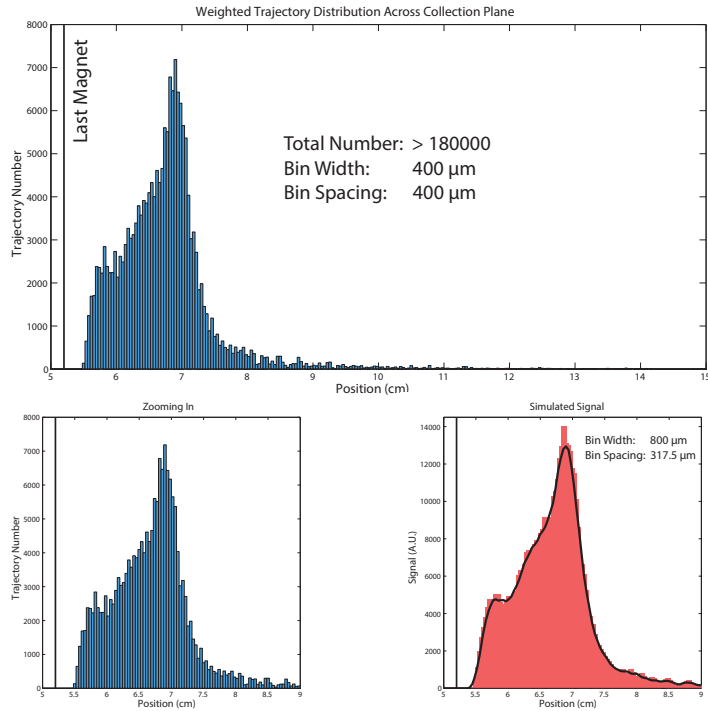 Weighted Trajectory Distribution Across Collection Plane
8000
7000
6000
5000
4000
3000
2000
1000
0
Trajectory Number
Last Magnet
Total Number: > 180000
Bin Width: 400 µm
Bin Spacing: 400 µm
5 6 7 8 9 10 11 12 13 14 15
Position (cm)
Zooming In
8000
7000
6000
5000
4000
3000
2000
1000
0
Trajectory Number
5 5.5 6 6.5 7 7.5 8 8.5 9
Position (cm)
Simulated Signal
14000
12000
10000
8000
6000
4000
2000
0
Signal (A.U.)
Bin Width: 800 µm
Bin Spacing: 317.5 µm
5 5.5 6 6.5 7 7.5 8 8.5 9
Position (cm)